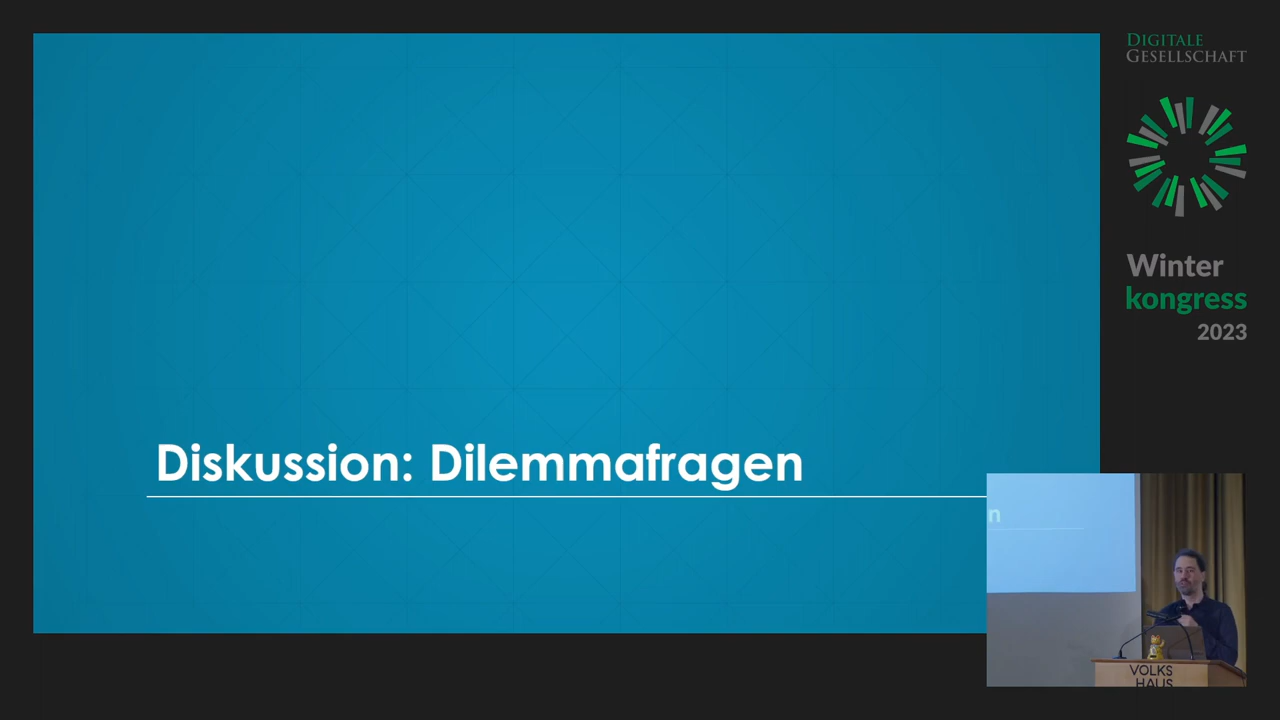 DIGITALE
GESELLSCHAFT
Winter
kongress
2023
Diskussion: Dilemmafragen
n
VOLKS
HAUS